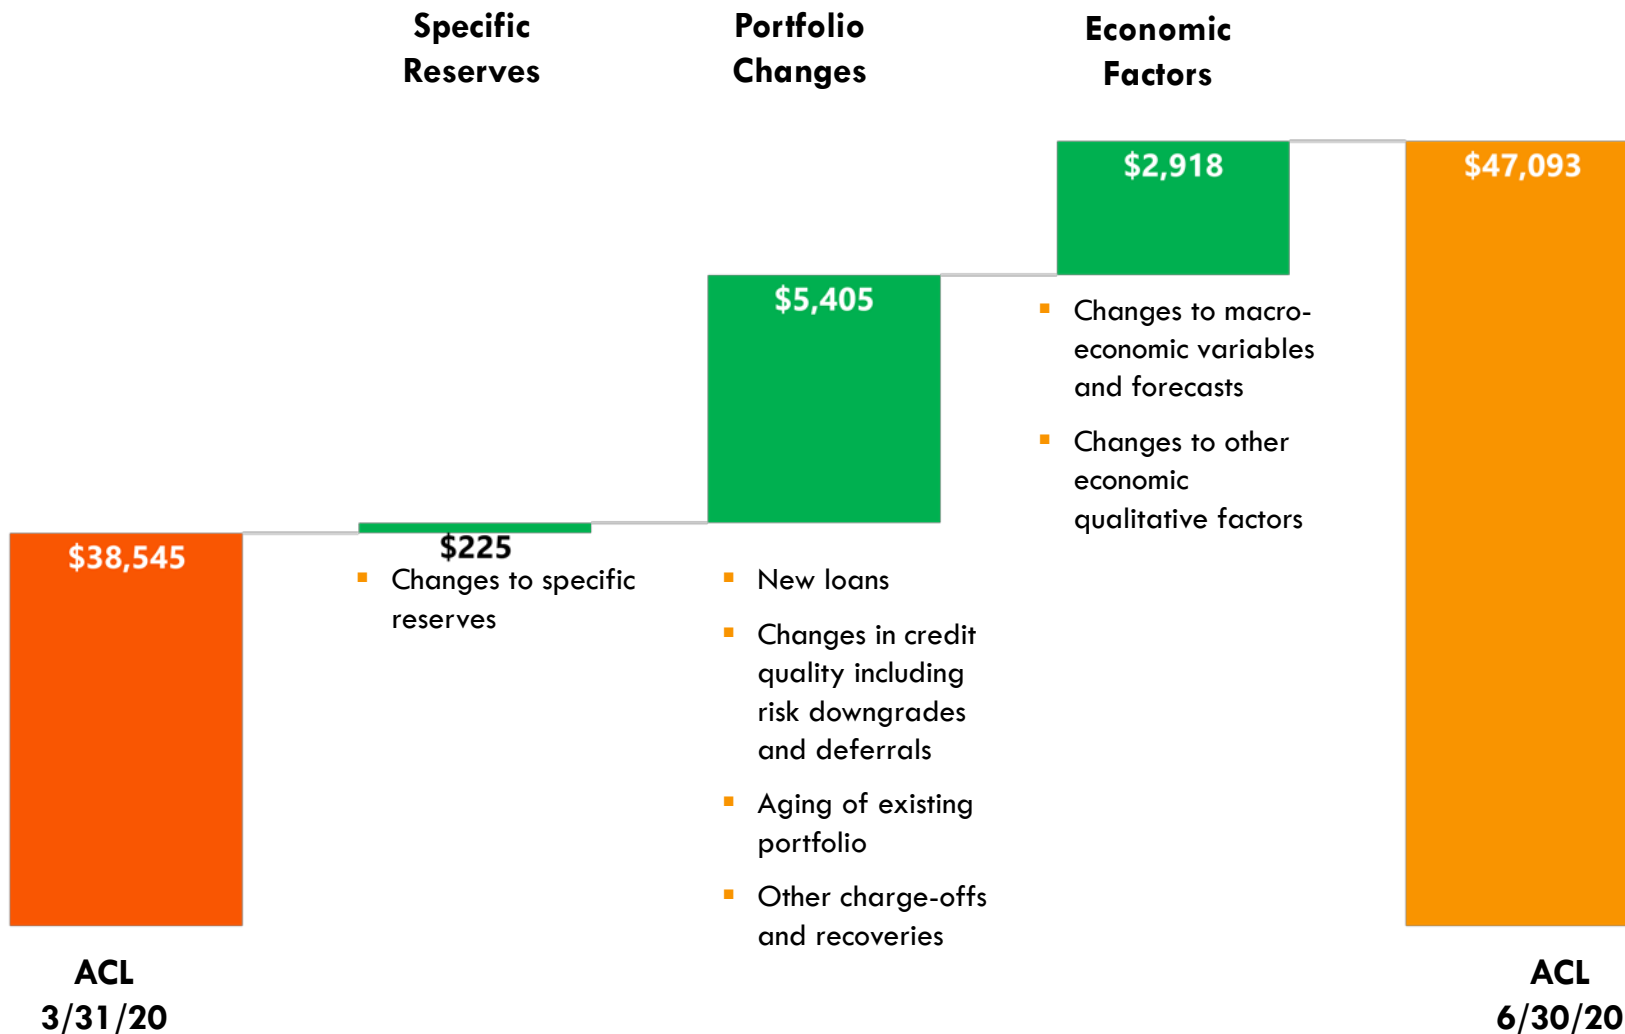 Specific
Reserves
Portfolio
Changes
Economic
Factors
$38,545
$225
$5,405
$2,918
$47,093
Changes to specific
reserves
New loans
Changes in credit
quality including
risk downgrades
and deferrals
Aging of existing
portfolio
Other charge-offs
and recoveries
Changes to macro-
economic variables
and forecasts
Changes to other
economic
qualitative factors
ACL
3/31/20
ACL
6/30/20